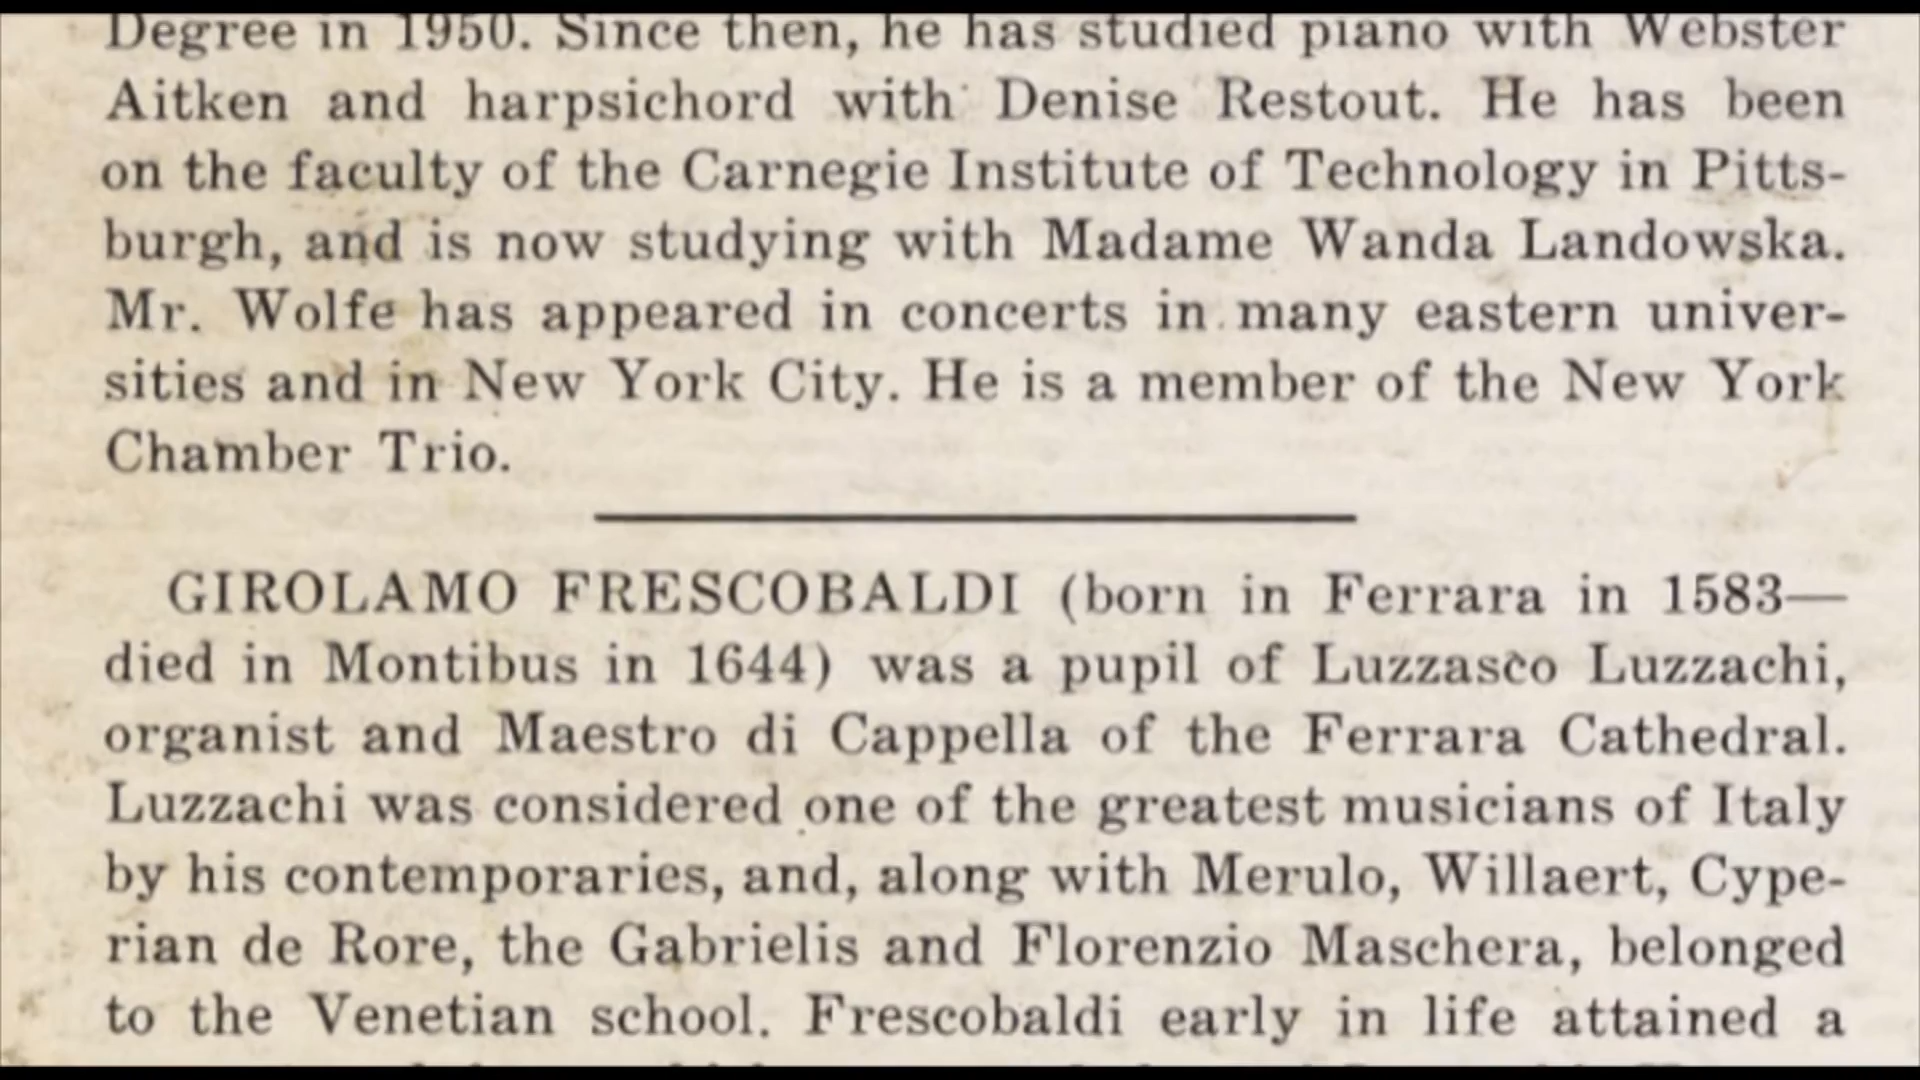 Degree in 1950. Since then, he has studied piano with Webster
Aitken and harpsichord with Denise Restout. He has been
on the faculty of the Carnegie Institute of Technology in Pitts-
burgh, and is now studying with Madame Wanda Landowska.
Mr. Wolfe has appeared in concerts in many eastern univer-
sities and in New York City. He is a member of the New York
Chamber Trio.
GIROLAMO FRESCOBALDI (born in Ferrara in 1583—
died in Montibus in 1644) was a pupil of Luzzasco Luzzachi,
organist and Maestro di Cappella of the Ferrara Cathedral.
Luzzachi was considered one of the greatest musicians of Italy
by his contemporaries, and, along with Merulo, Willaert, Cype-
rian de Rore, the Gabrielis and Florenzio Maschera, belonged
to the Venetian school. Frescobaldi early in life attained a